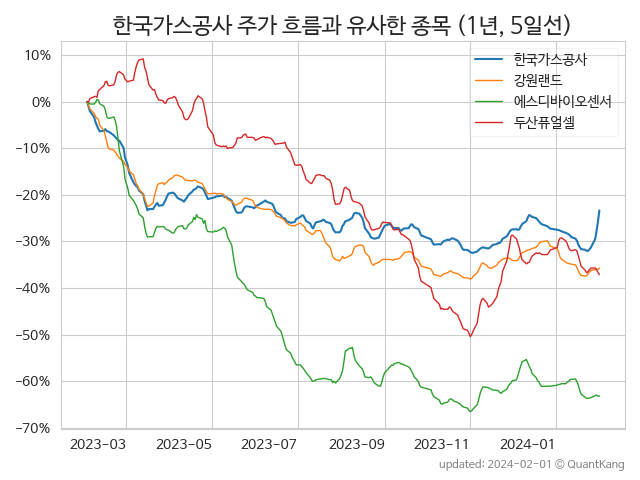 한국가스공사 주가 흐름과 유사한 종목 (1년, 5일선)
10%
0%
−10%
−20%
−30%
−40%
−50%
−60%
−70%
한국가스공사
강원랜드
에스디바이오센서
두산퓨얼셀
2023-03
2023-05
2023-07
2023-09
2023-11
2024-01
updated: 2024-02-01 © QuantKang